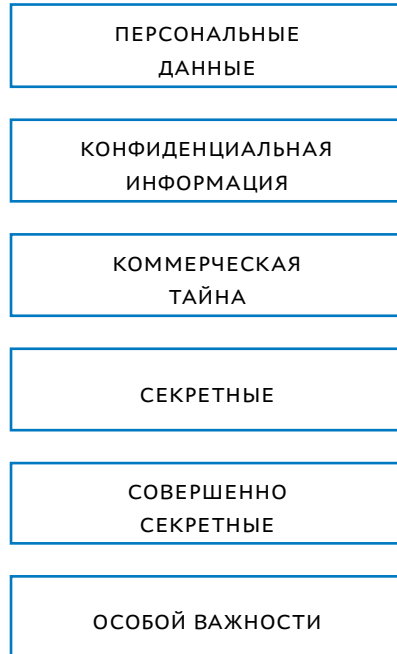 ПЕРСОНАЛЬНЫЕ
ДАННЫЕ
КОНФИДЕНЦИАЛЬНАЯ
ИНФОРМАЦИЯ
КОММЕРЧЕСКАЯ
ТАЙНА
СЕКРЕТНЫЕ
СОВЕРШЕННО
СЕКРЕТНЫЕ
ОСОБОЙ ВАЖНОСТИ